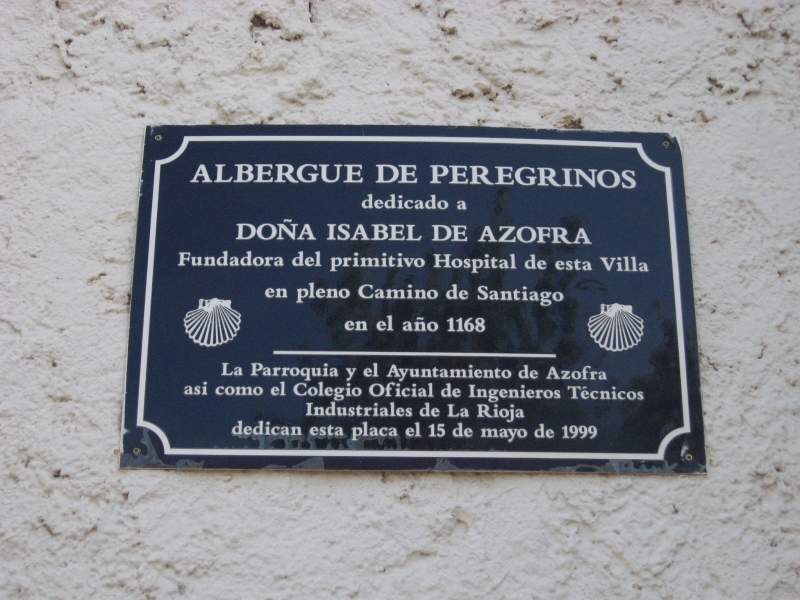 ALBERGUE DE PEREGRINOS
dedicado a
DOÑA ISABEL DE AZOFRA
Fundadora del primitivo Hospital de esta Villa
en pleno Camino de Santiago
en el año 1168
La Parroquia y el Ayuntamiento de Azofra
asi como el Colegio Oficial de Ingenieros Técnicos
Industriales de La Rioja
dedican esta placa el 15 de mayo de 1999